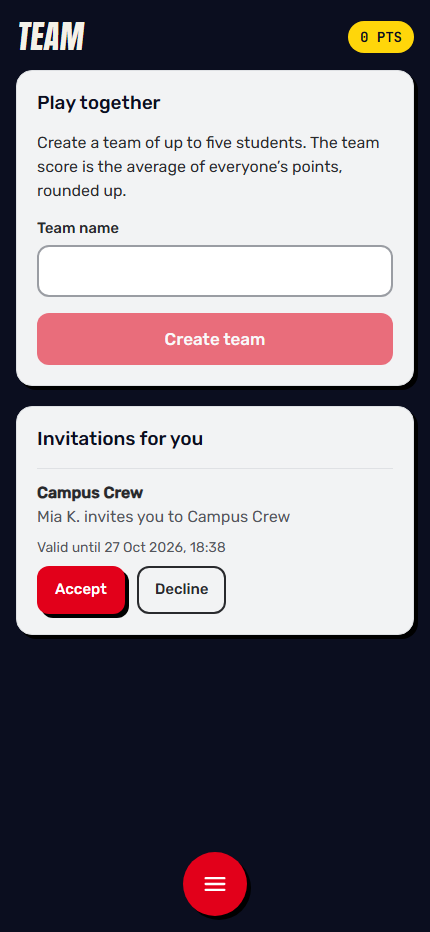 TEAM
0 PTS
Play together
Create a team of up to five students. The team
score is the average of everyone’s points,
rounded up.
Team name
Create team
Invitations for you
Campus Crew
Mia K. invites you to Campus Crew
Valid until 27 Oct 2026, 18:38
Accept
Decline